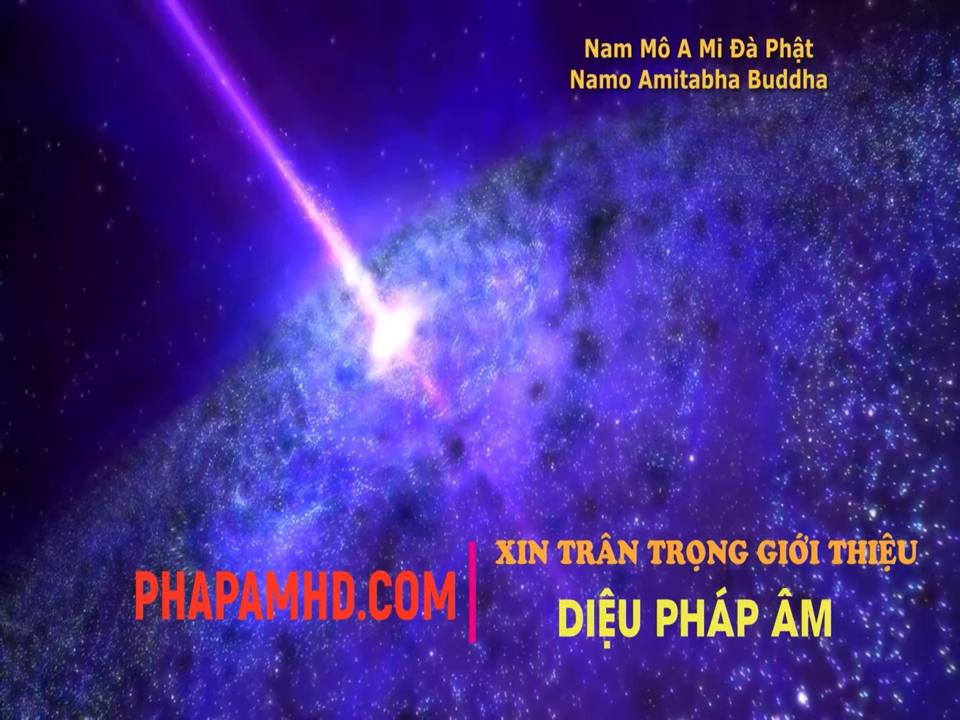 Nam Mô A Mi Đà Phật
Namo Amitabha Buddha
PHAPAMHD.COM
XIN TRÂN TRỌNG GIỚI THIỆU
DIỆU PHÁP ÂM